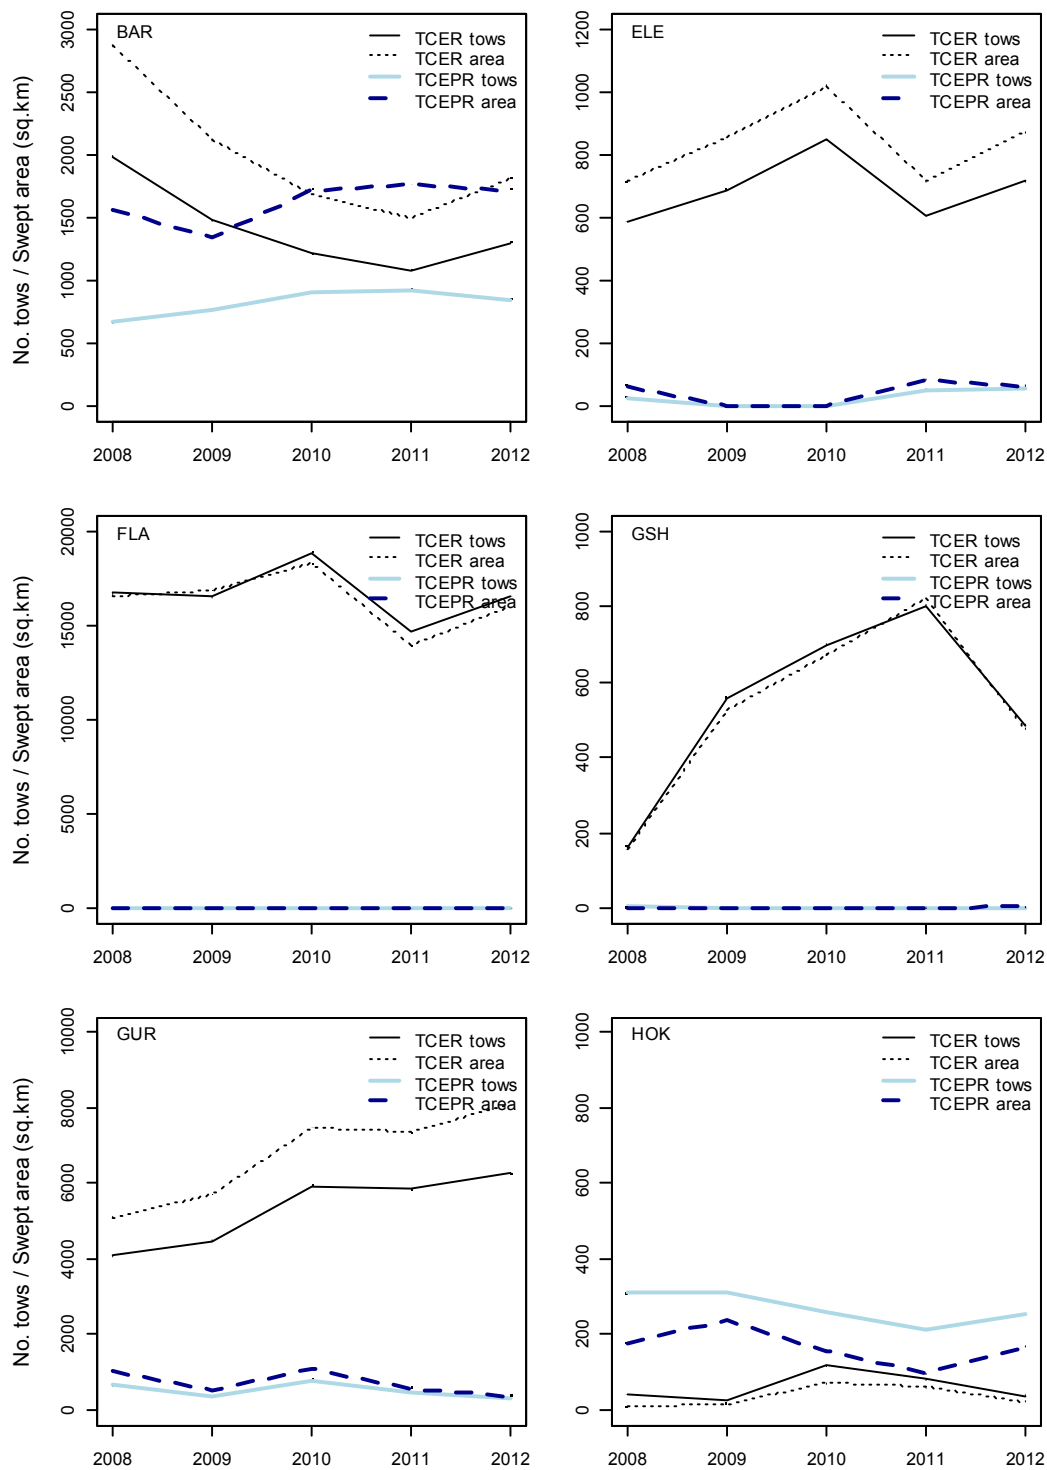 BAR
TCER tows
TCER area
TCEPR tows
TCEPR area
No. tows / Swept area (sq.km)
3000
2500
2000
1500
1000
500
0
2008 2009 2010 2011 2012
ELE
TCER tows
TCER area
TCEPR tows
TCEPR area
1200
1000
800
600
400
200
0
2008 2009 2010 2011 2012
FLA
TCER tows
TCER area
TCEPR tows
TCEPR area
No. tows / Swept area (sq.km)
20000
15000
10000
5000
0
2008 2009 2010 2011 2012
GSH
TCER tows
TCER area
TCEPR tows
TCEPR area
1000
800
600
400
200
0
2008 2009 2010 2011 2012
GUR
TCER tows
TCER area
TCEPR tows
TCEPR area
No. tows / Swept area (sq.km)
10000
8000
6000
4000
2000
0
2008 2009 2010 2011 2012
HOK
TCER tows
TCER area
TCEPR tows
TCEPR area
1000
800
600
400
200
0
2008 2009 2010 2011 2012